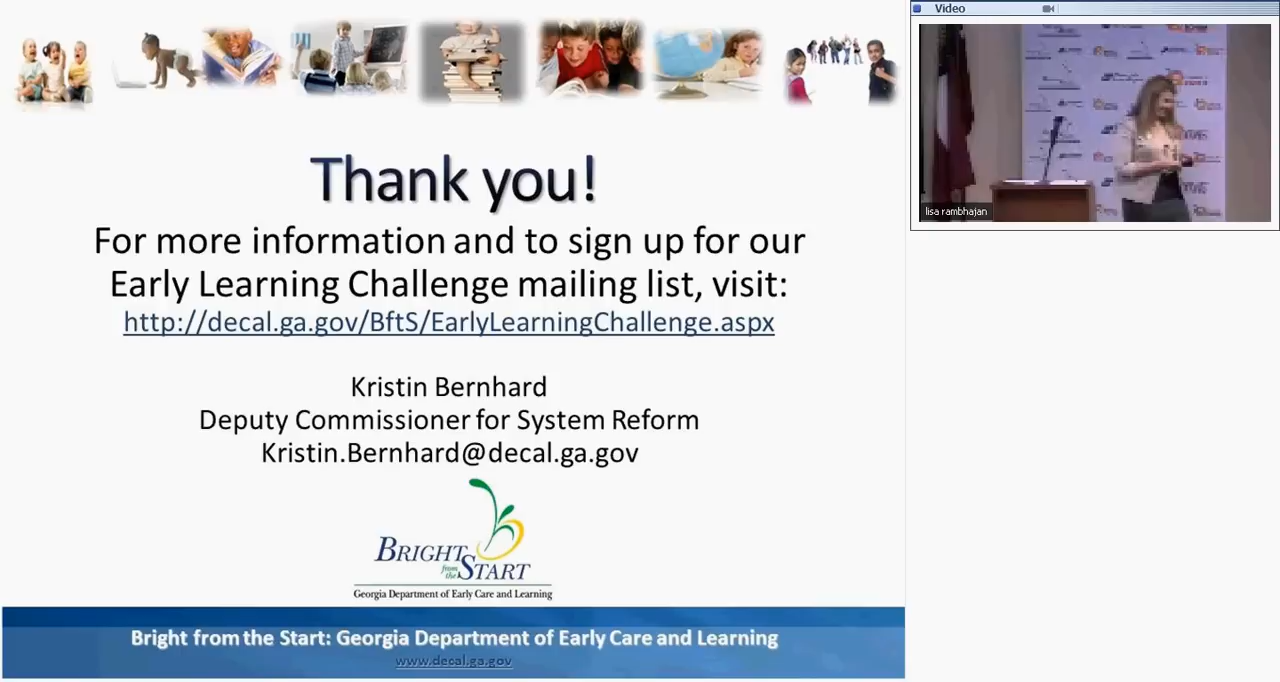 Video
Thank you!
For more information and to sign up for our
Early Learning Challenge mailing list, visit:
http://decal.ga.gov/BftS/EarlyLearningChallenge.aspx
Kristin Bernhard
Deputy Commissioner for System Reform
Kristin.Bernhard@decal.ga.gov
BRIGHT
from
the START
Georgia Department of Early Care and Learning
Bright from the Start: Georgia Department of Early Care and Learning
www.decal.ga.gov
lisa rambhajan